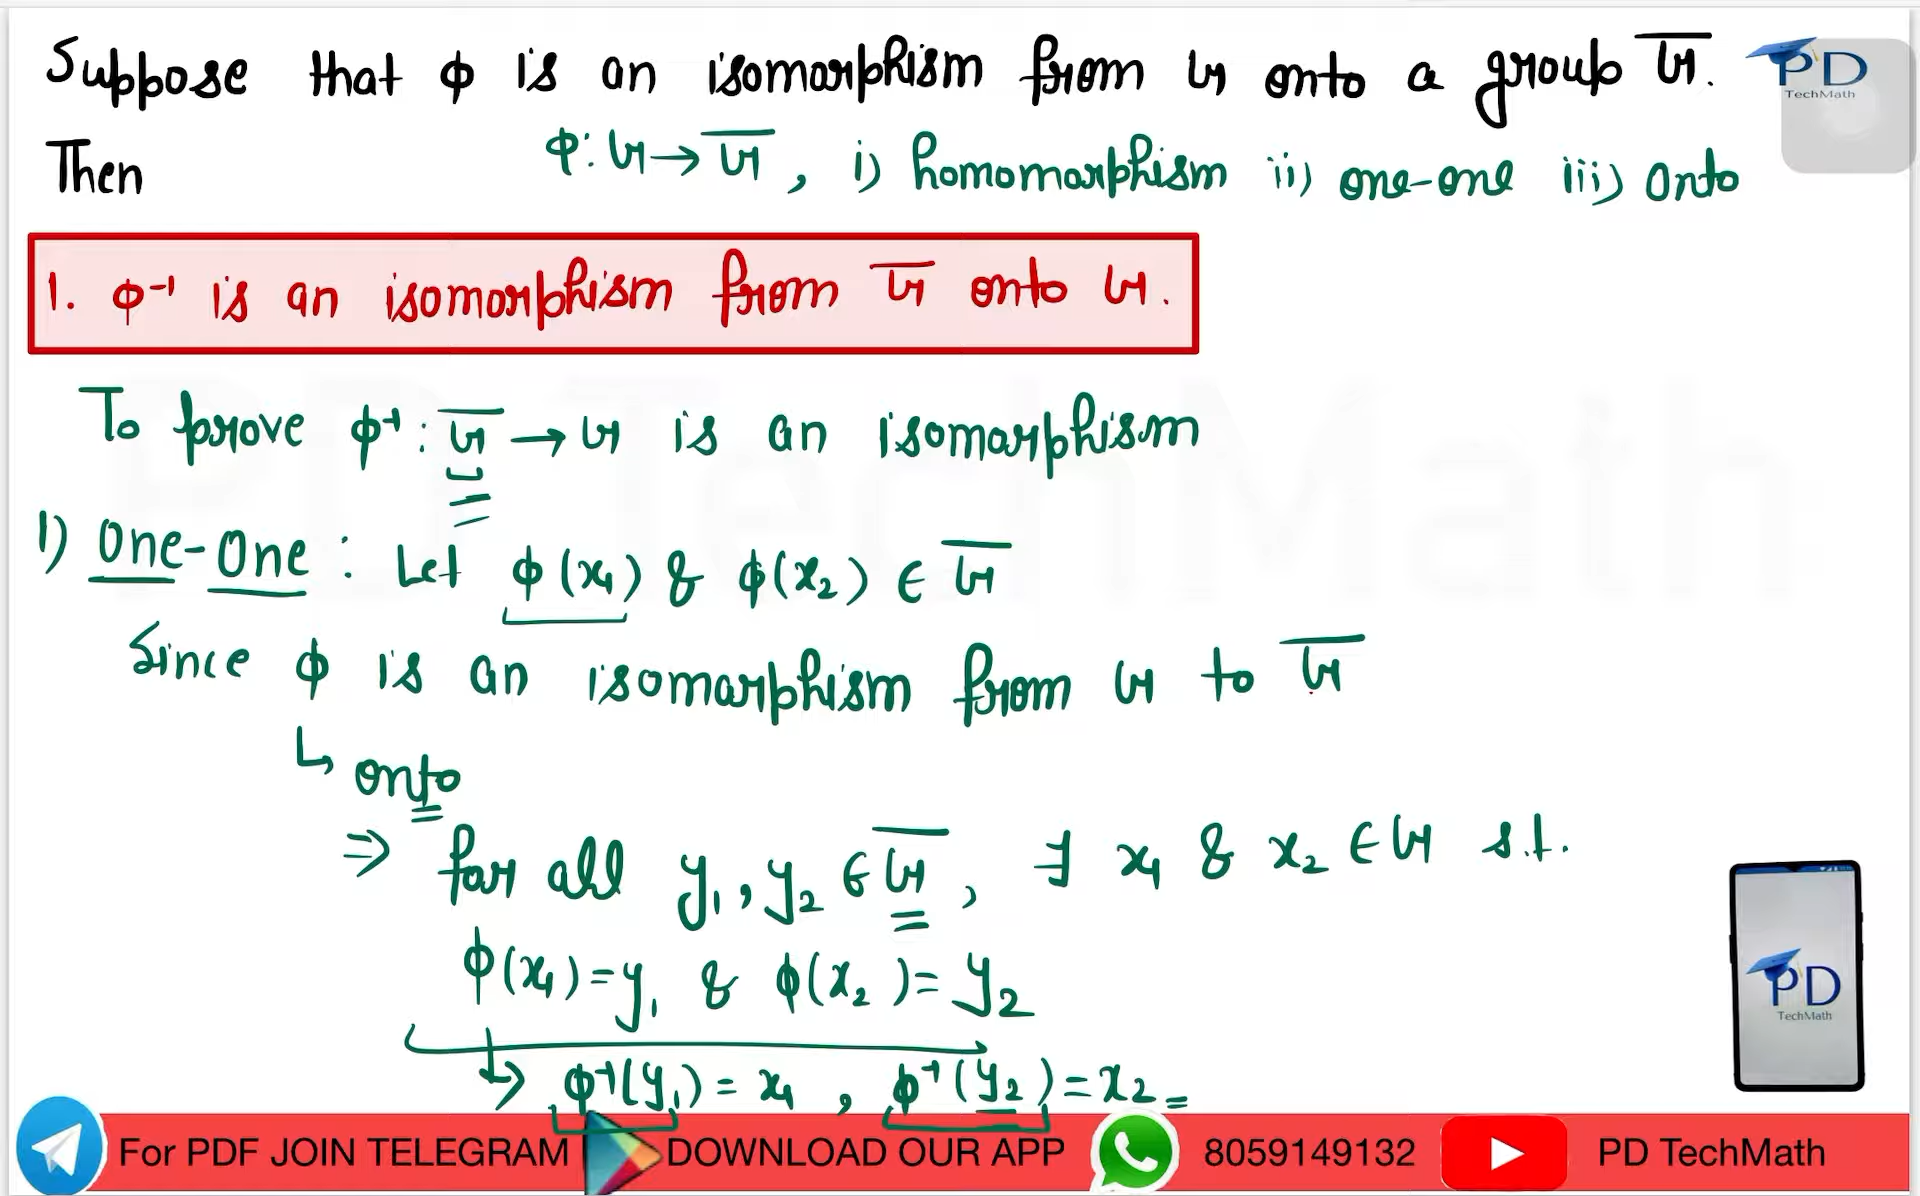 Suppose that φ is an isomorphism from G onto a group G̅.
PD
TechMath
Then
φ: G → G̅, i) homomorphism ii) one-one iii) onto
1. φ⁻¹ is an isomorphism from G̅ onto G.
To prove φ⁻¹: G̅ → G is an isomorphism
1) One-One : Let φ(x₁) & φ(x₂) ∈ G̅
Since φ is an isomorphism from G to G̅
↳ onto
⇒ for all y₁, y₂ ∈ G̅, ∃ x₁ & x₂ ∈ G s.t.
φ(x₁) = y₁ & φ(x₂) = y₂
↳ φ⁻¹(y₁) = x₁, φ⁻¹(y₂) = x₂
PD
TechMath
For PDF JOIN TELEGRAM DOWNLOAD OUR APP 8059149132 PD TechMath
PD TechMath